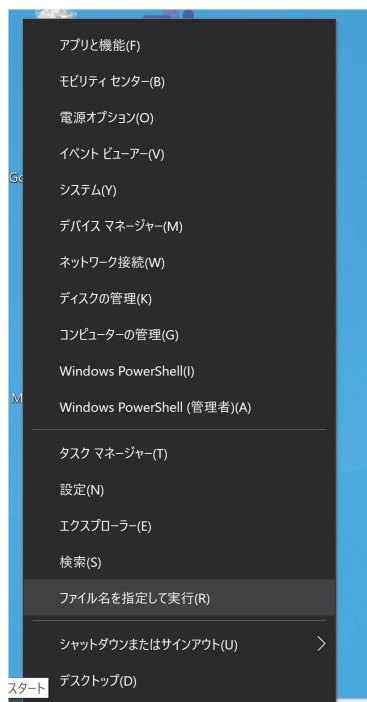 アプリと機能(F)
モビリティ センター(B)
電源オプション(O)
イベント ビューアー(V)
Go
システム(Y)
デバイス マネージャー(M)
ネットワーク接続(W)
ディスクの管理(K)
コンピューターの管理(G)
Windows PowerShell(I)
M
Windows PowerShell (管理者)(A)
タスク マネージャー(T)
設定(N)
エクスプローラー(E)
検索(S)
ファイル名を指定して実行(R)
シャットダウンまたはサインアウト(U)
デスクトップ(D)
スタート